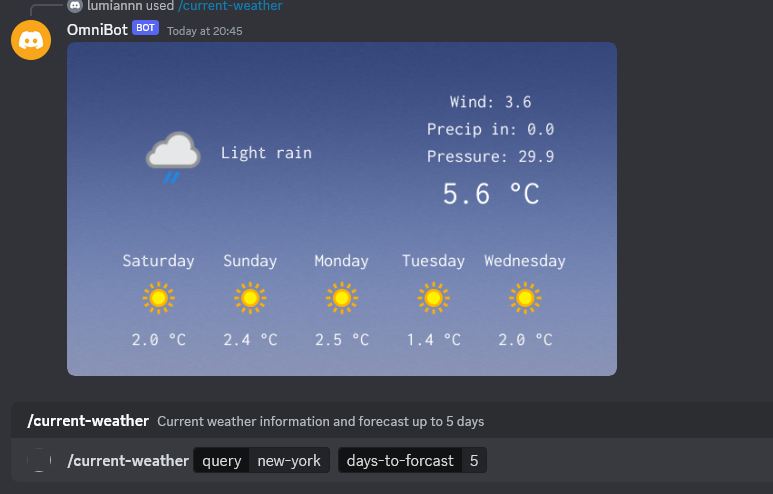 lumiannn used /current-weather
OmniBot BOT Today at 20:45
Wind: 3.6
Precip in: 0.0
Pressure: 29.9
5.6 °C
Light rain
Saturday Sunday Monday Tuesday Wednesday
2.0 °C 2.4 °C 2.5 °C 1.4 °C 2.0 °C
/current-weather Current weather information and forecast up to 5 days
/current-weather query new-york days-to-forcast 5